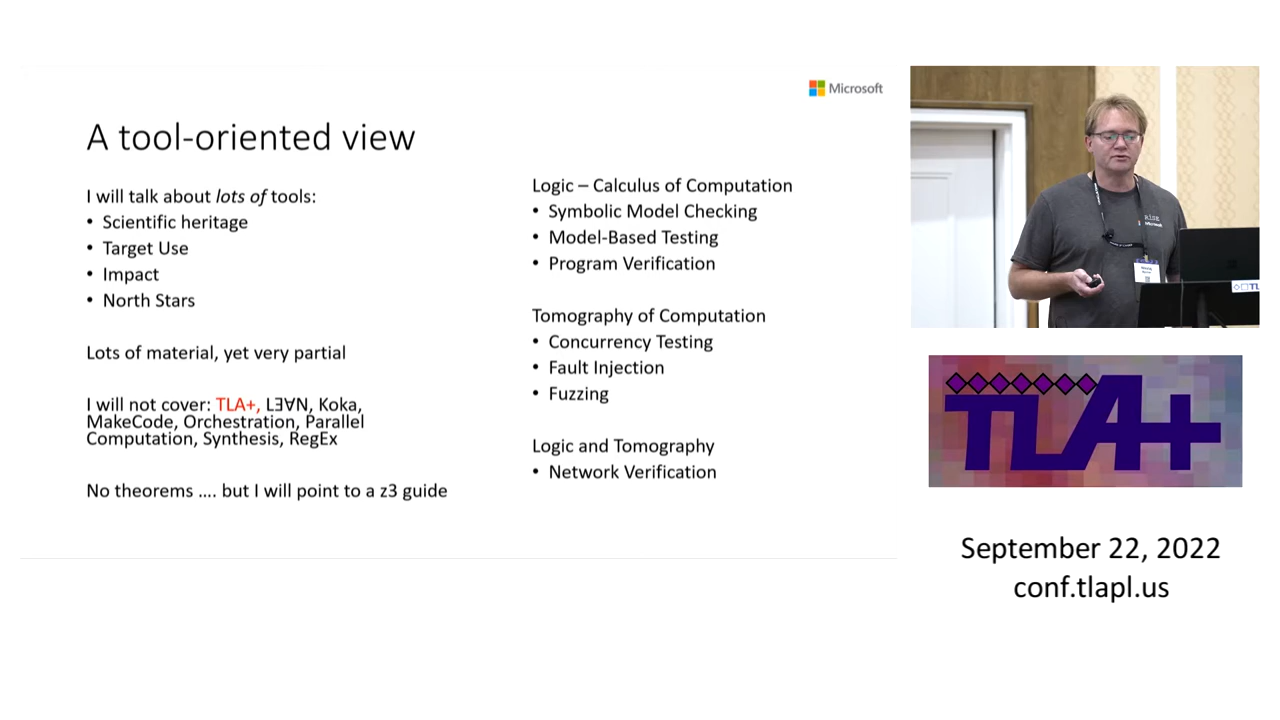 Microsoft
A tool-oriented view
I will talk about lots of tools:
• Scientific heritage
• Target Use
• Impact
• North Stars
Lots of material, yet very partial
I will not cover: TLA+, L∃∀N, Koka,
MakeCode, Orchestration, Parallel
Computation, Synthesis, RegEx
No theorems .... but I will point to a z3 guide
Logic – Calculus of Computation
• Symbolic Model Checking
• Model-Based Testing
• Program Verification
Tomography of Computation
• Concurrency Testing
• Fault Injection
• Fuzzing
Logic and Tomography
• Network Verification
RiSE
Microsoft
TLA+
September 22, 2022
conf.tlapl.us